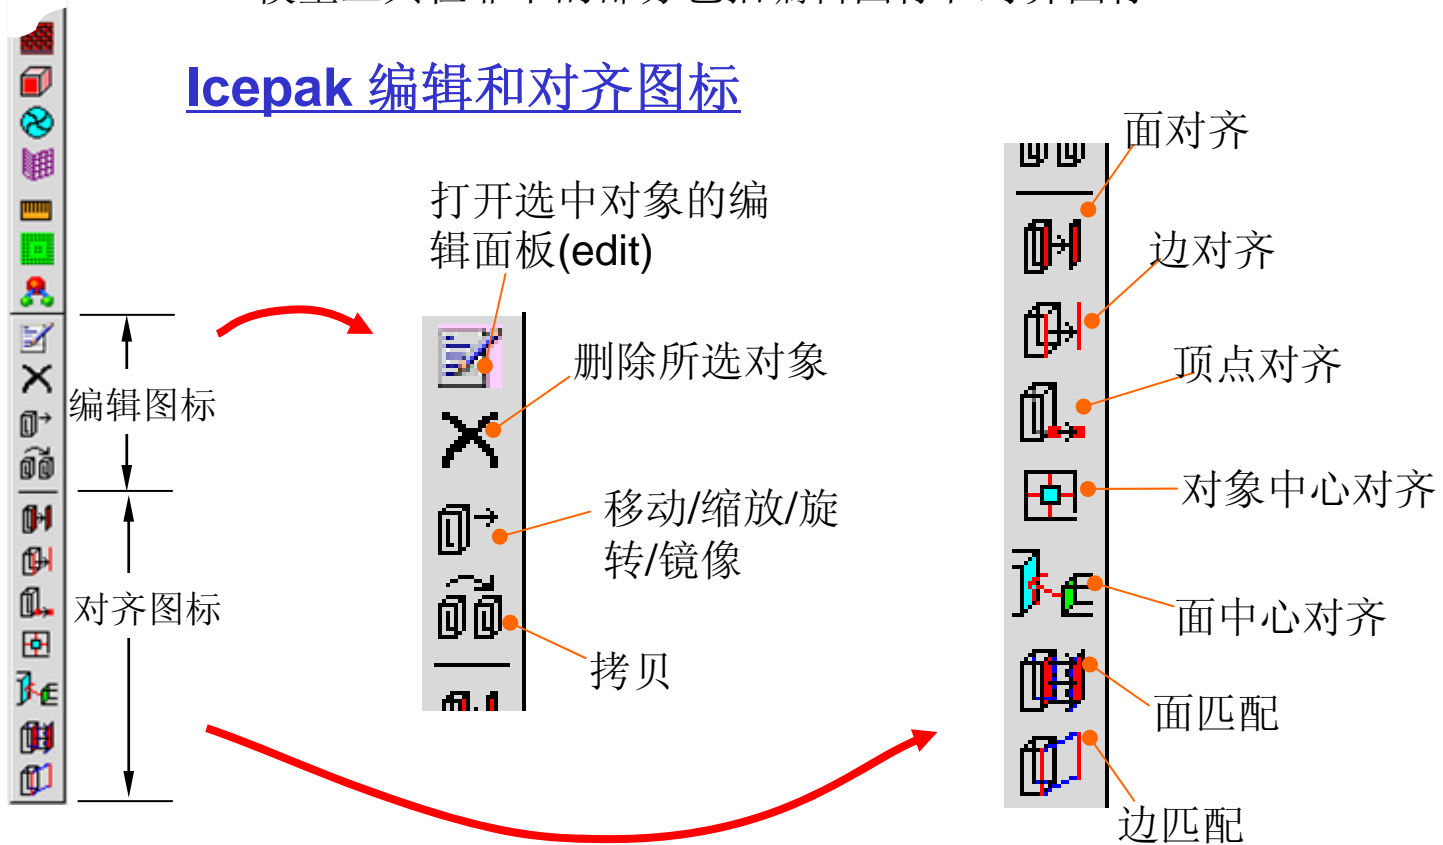 Icepak 编辑和对齐图标
面对齐
打开选中对象的编
辑面板(edit)
边对齐
删除所选对象
顶点对齐
编辑图标
对象中心对齐
移动/缩放/旋
转/镜像
对齐图标
面中心对齐
拷贝
面匹配
边匹配